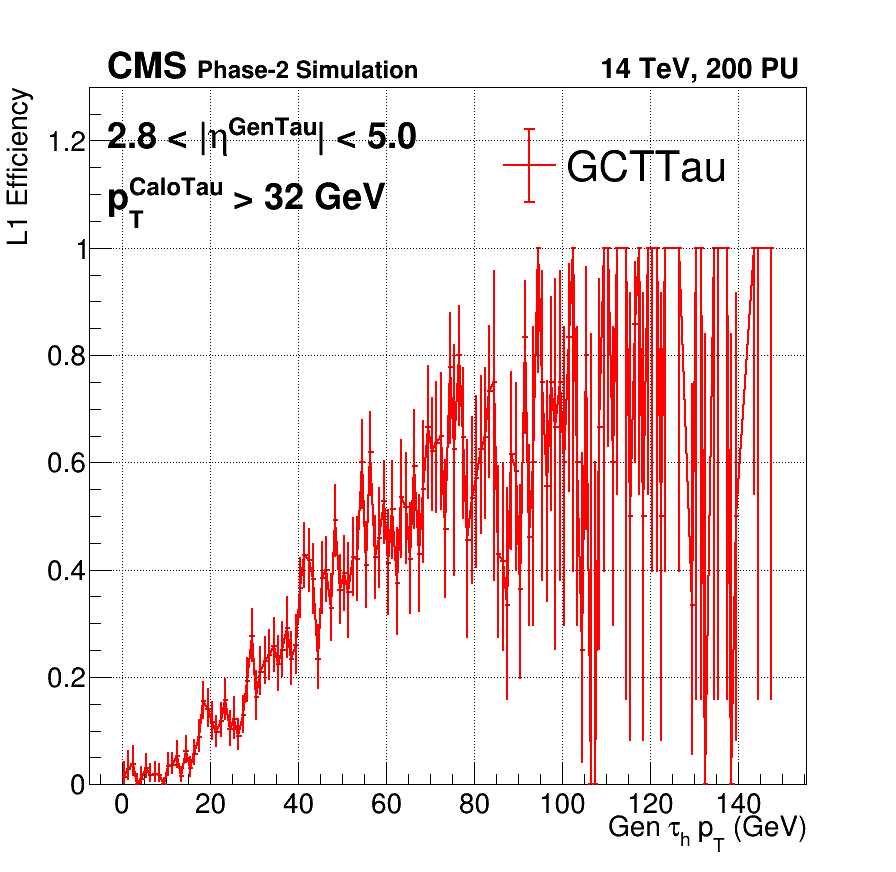 CMS Phase-2 Simulation 14 TeV, 200 PU
L1 Efficiency
2.8 < |η^GenTau| < 5.0
p_T^CaloTau > 32 GeV
GCTTau
1.2
1
0.8
0.6
0.4
0.2
0
0 20 40 60 80 100 120 140
Gen τ_h p_T (GeV)